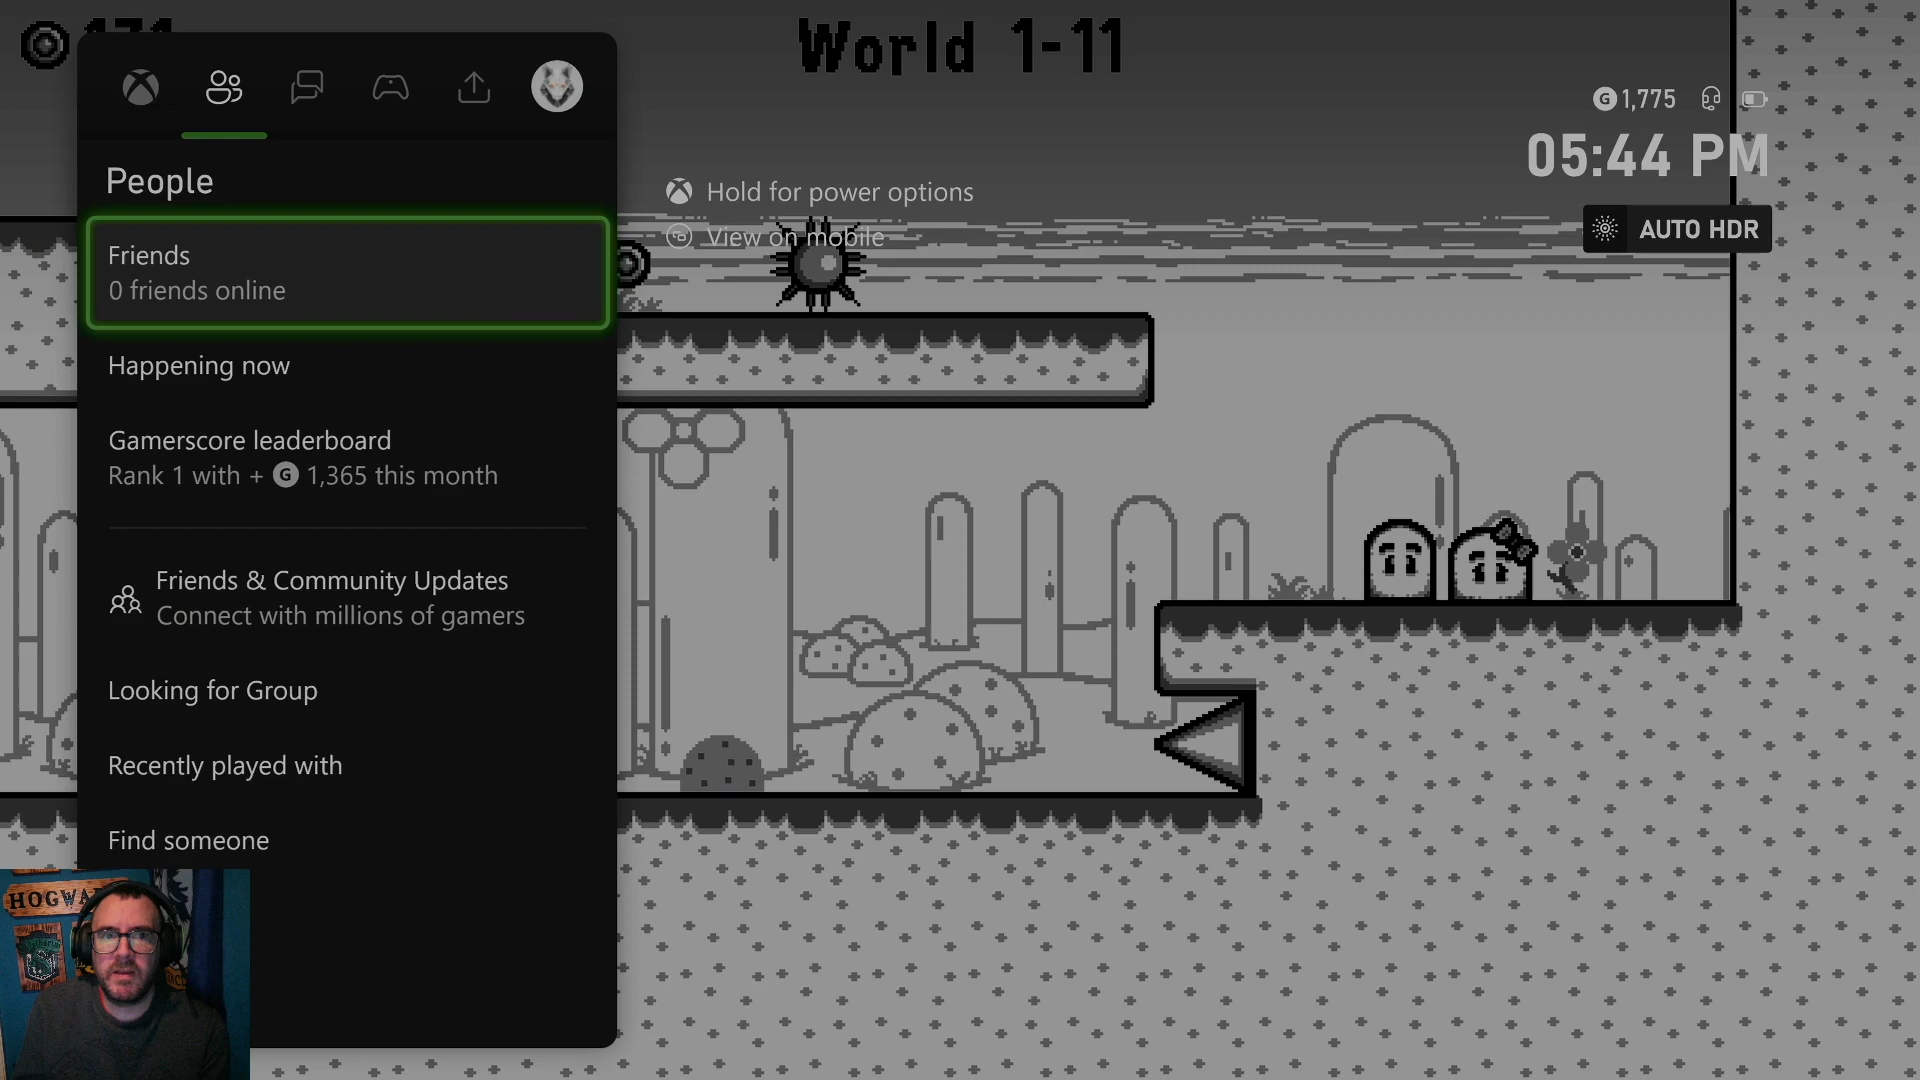 171
World 1-11
1,775
05:44 PM
AUTO HDR
Hold for power options
View on mobile
People
Friends
0 friends online
Happening now
Gamerscore leaderboard
Rank 1 with + G 1,365 this month
Friends & Community Updates
Connect with millions of gamers
Looking for Group
Recently played with
Find someone
HOGWA